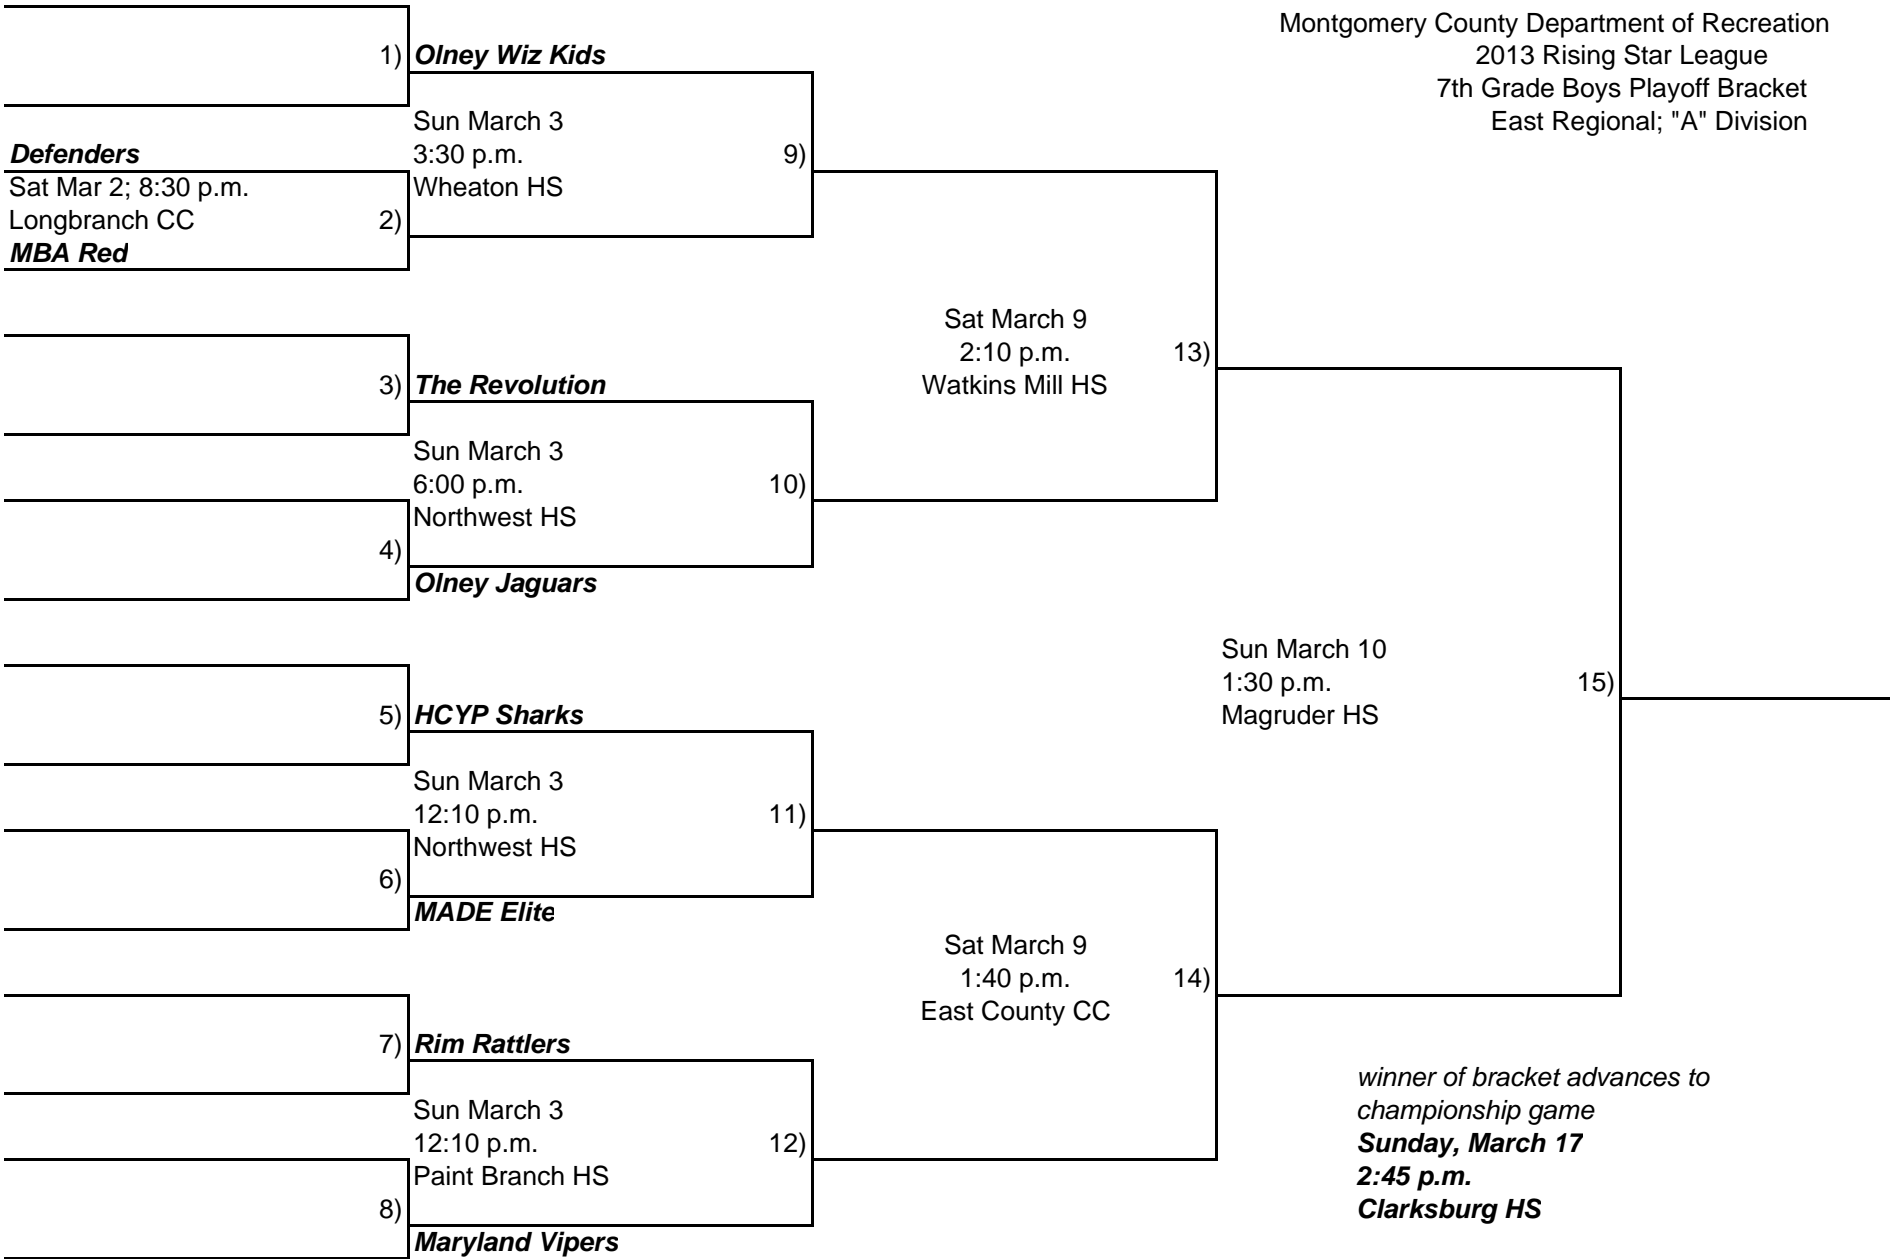 Montgomery County Department of Recreation
2013 Rising Star League
7th Grade Boys Playoff Bracket
East Regional; "A" Division
1) Olney Wiz Kids
Sun March 3
3:30 p.m. 9)
Wheaton HS
Defenders
Sat Mar 2; 8:30 p.m.
Longbranch CC 2)
MBA Red
Sat March 9
2:10 p.m. 13)
Watkins Mill HS
3) The Revolution
Sun March 3
6:00 p.m. 10)
Northwest HS
4)
Olney Jaguars
Sun March 10
1:30 p.m. 15)
Magruder HS
5) HCYP Sharks
Sun March 3
12:10 p.m. 11)
Northwest HS
6)
MADE Elite
Sat March 9
1:40 p.m. 14)
East County CC
7) Rim Rattlers
Sun March 3
12:10 p.m. 12)
Paint Branch HS
8)
Maryland Vipers
winner of bracket advances to
championship game
Sunday, March 17
2:45 p.m.
Clarksburg HS